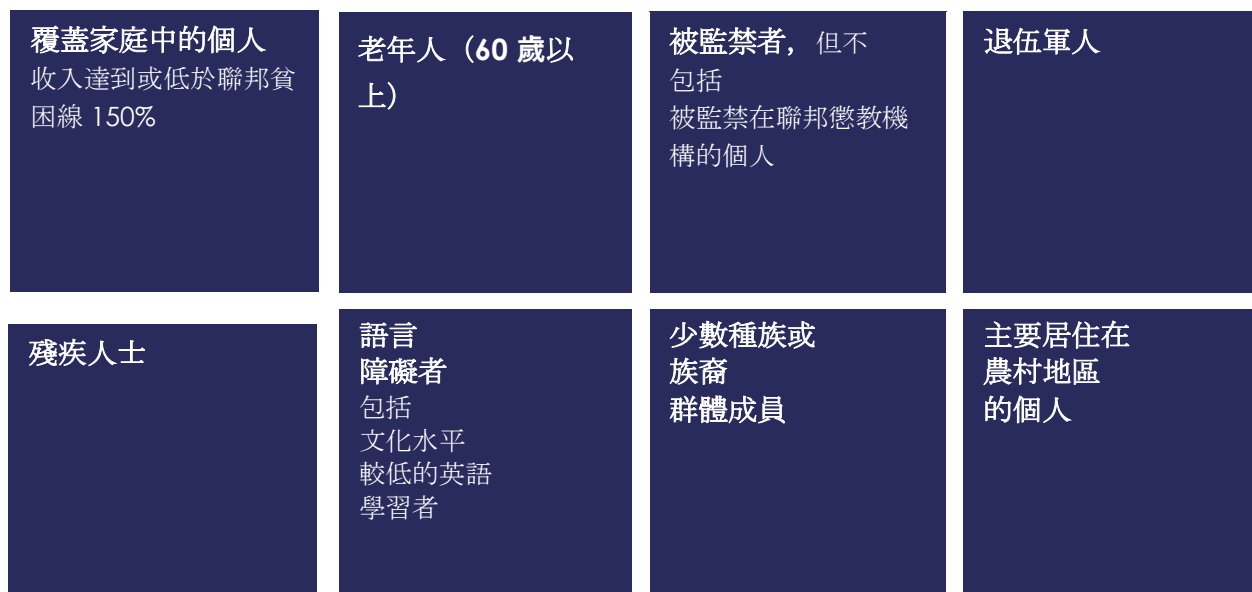 覆蓋家庭中的個人
收入達到或低於聯邦貧
困線 150%
老年人（60 歲以
上）
被監禁者，但不
包括
被監禁在聯邦懲教機
構的個人
退伍軍人
殘疾人士
語言
障礙者
包括
文化水平
較低的英語
學習者
少數種族或
族裔
群體成員
主要居住在
農村地區
的個人